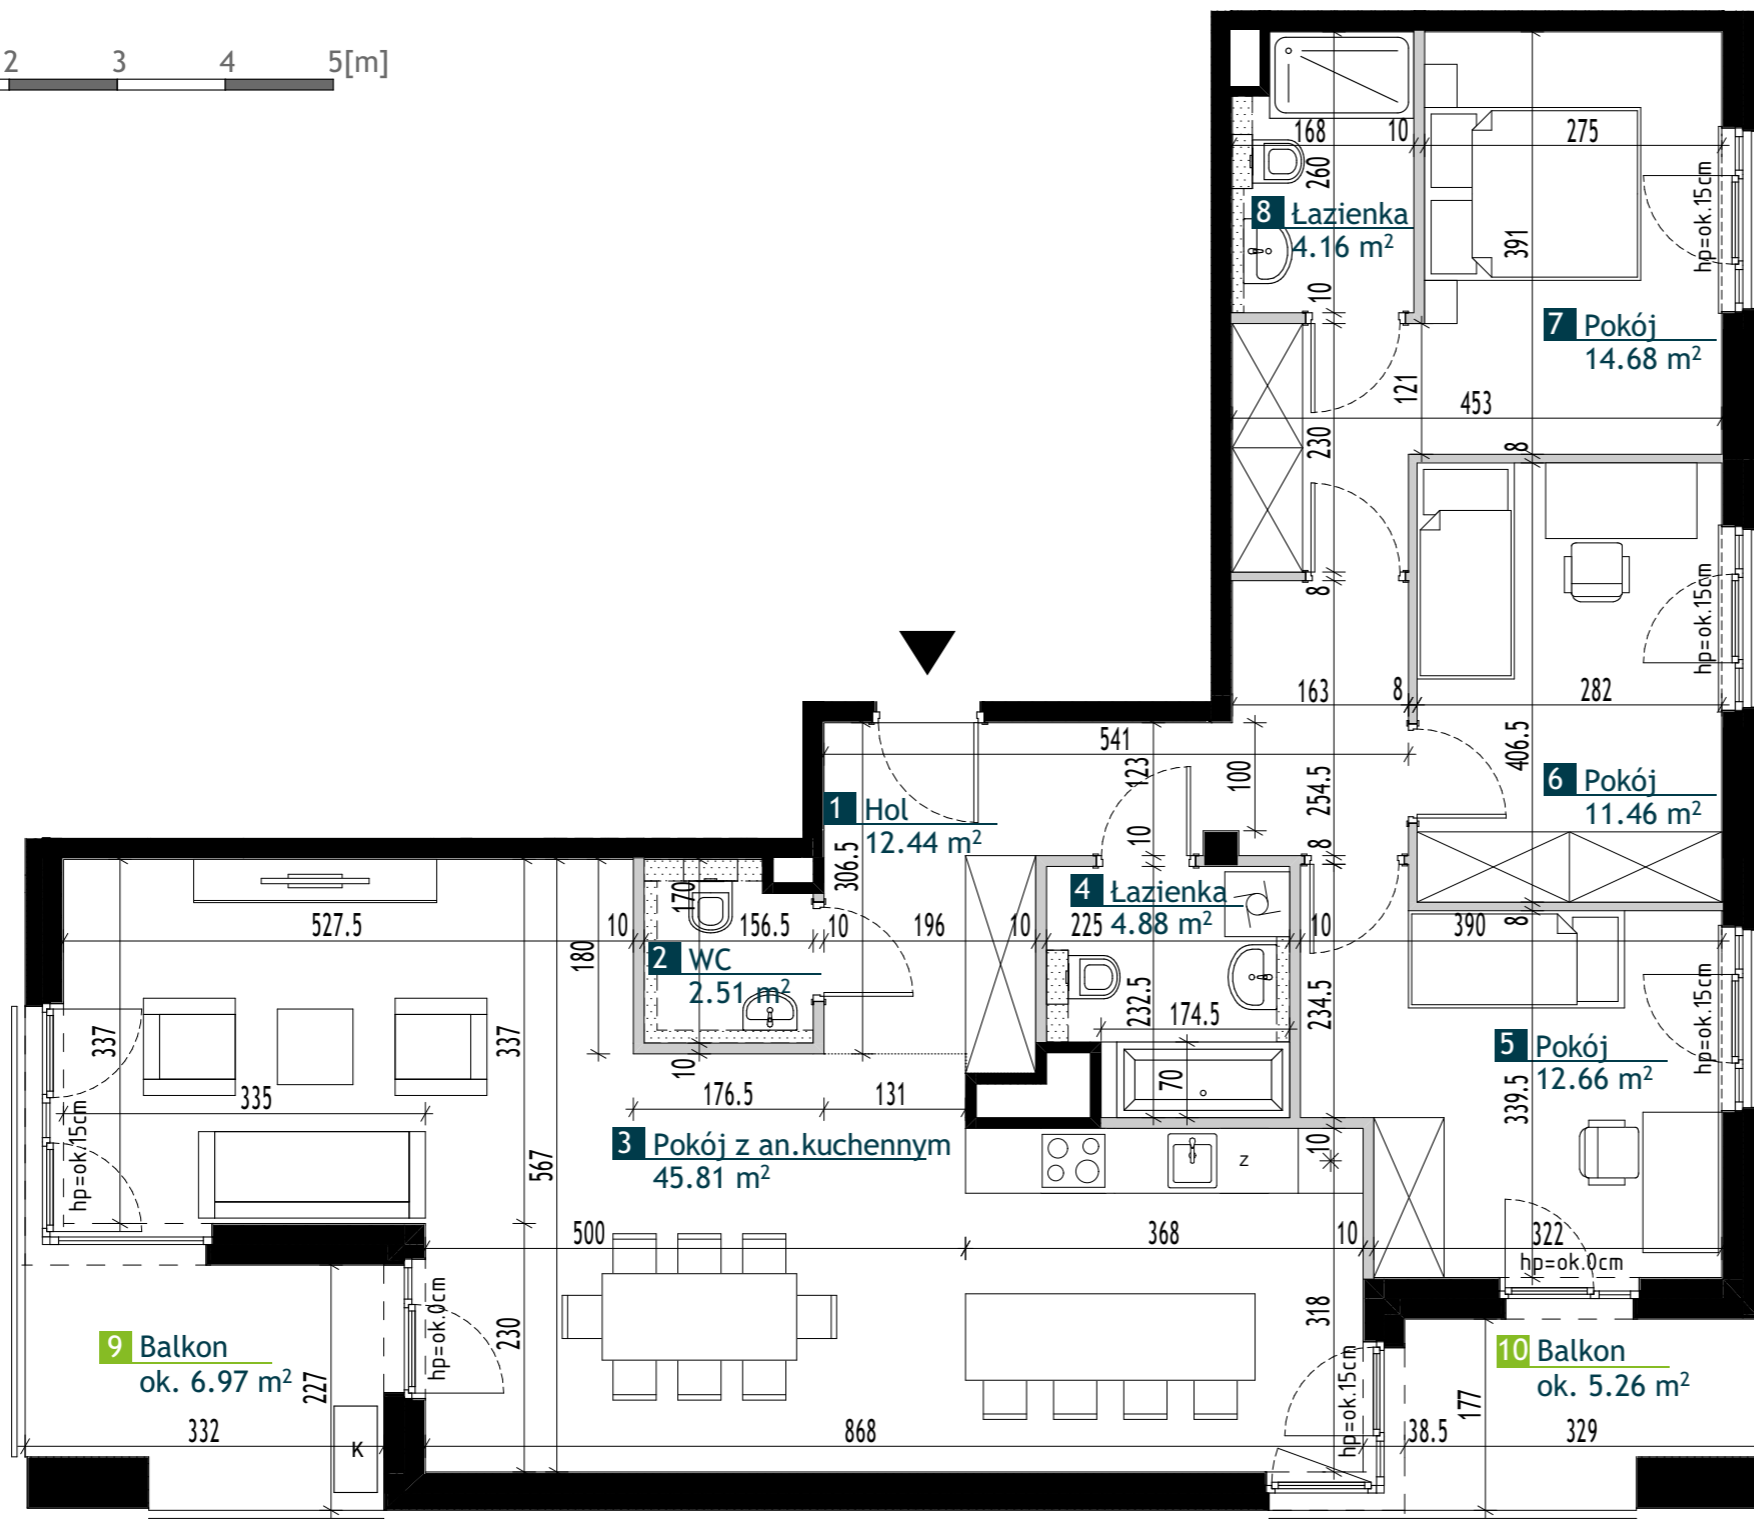 2 3 4 5[m]
168 10 275
260
hp=ok.15cm
8 Łazienka
4.16 m²
391
10
7 Pokój
14.68 m²
121
453
230
8
8
hp=ok.15cm
163 8 282
541
123
100
254.5
406.5
6 Pokój
11.46 m²
1 Hol
12.44 m²
306.5
10
8
170
4 Łazienka
4.88 m²
527.5 10 156.5 10 196 10 225 10 390
8
180
2 WC
2.51 m²
232.5
174.5
234.5
hp=ok.15cm
337
337
5 Pokój
12.66 m²
10
70
335
176.5 131
339.5
hp=ok.15cm
3 Pokój z an.kuchennym
45.81 m²
567
z
10
500 368 10 322
hp=ok.0cm
hp=ok.0cm
230
318
9 Balkon
ok. 6.97 m²
227
10 Balkon
ok. 5.26 m²
177
hp=ok.15cm
332
K
868
38.5
329